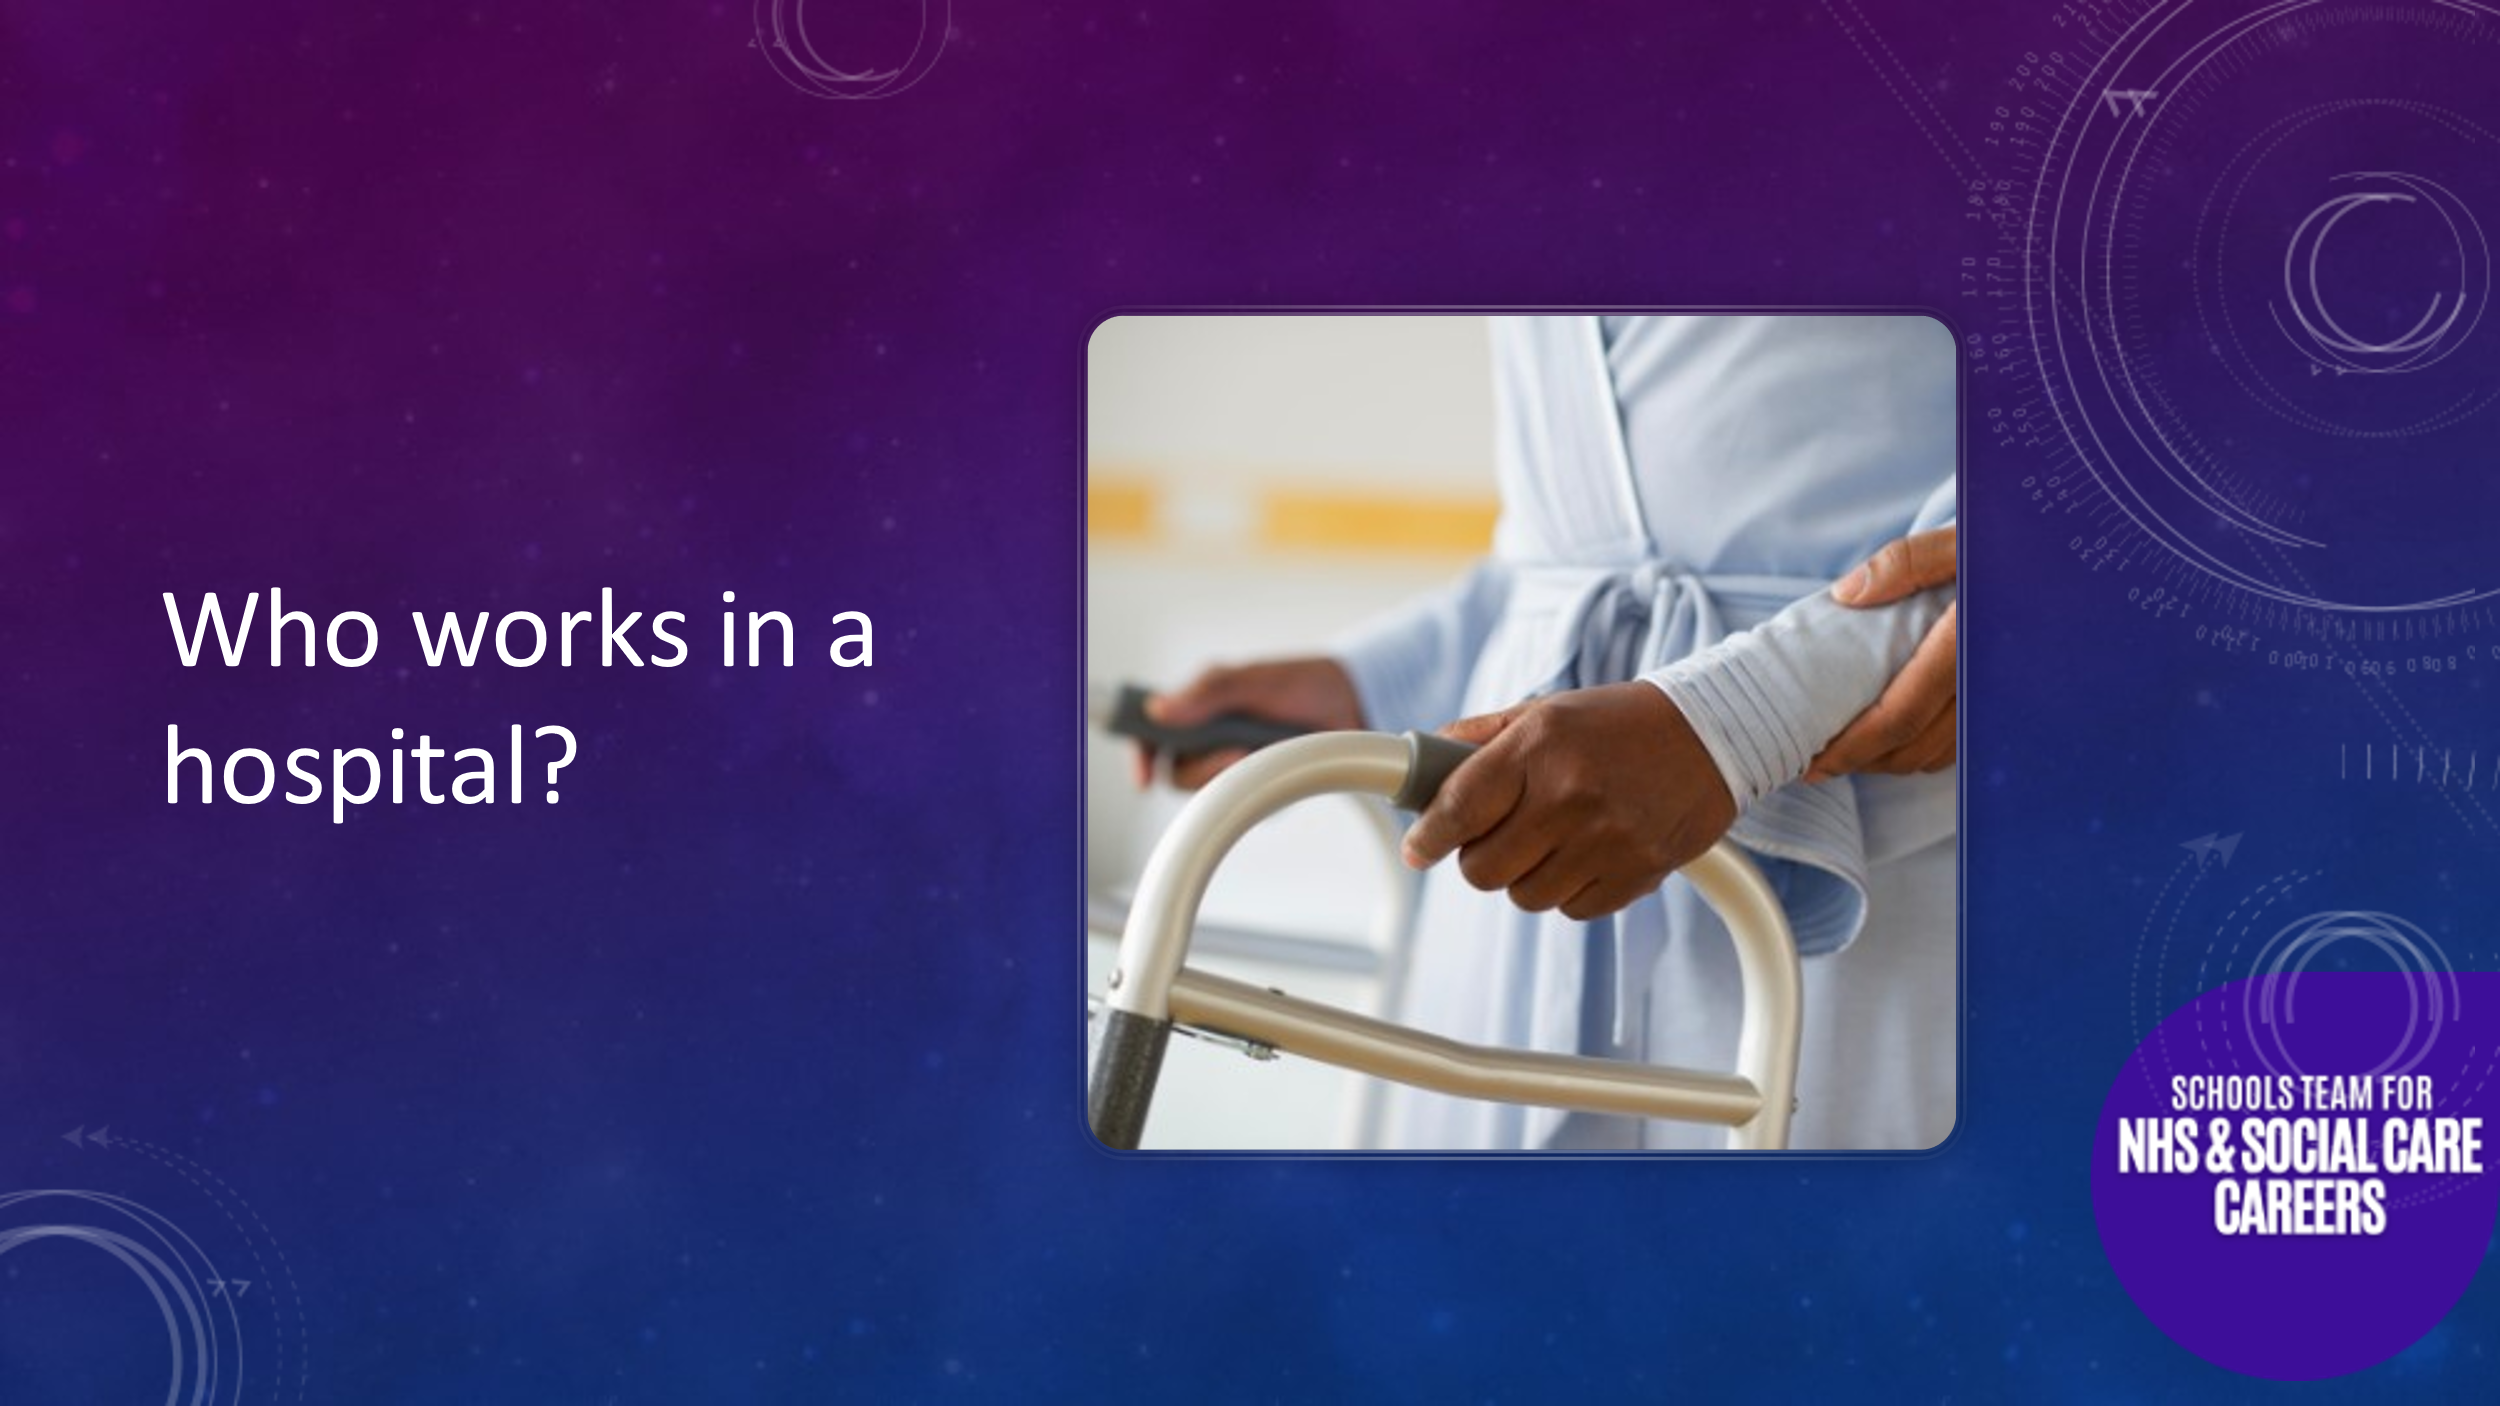 Who works in a
hospital?
SCHOOLS TEAM FOR
NHS & SOCIAL CARE
CAREERS